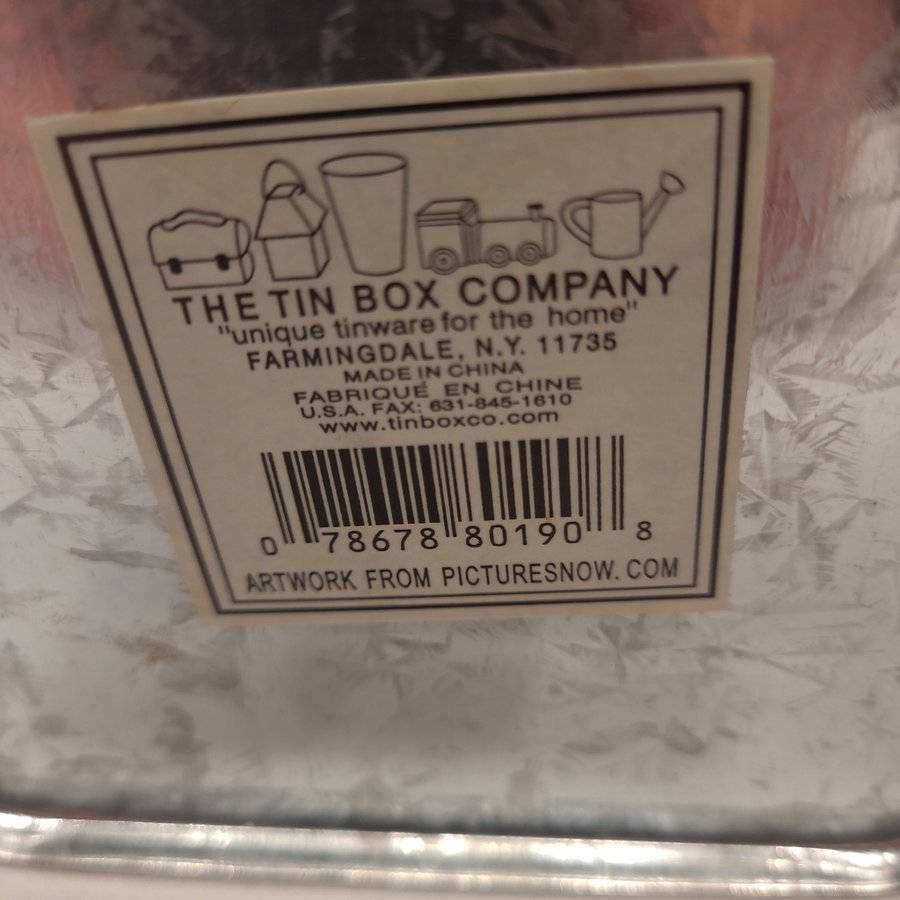 THE TIN BOX COMPANY
"unique tinware for the home"
FARMINGDALE, N.Y. 11735
MADE IN CHINA
FABRIQUÉ EN CHINE
U.S.A. FAX: 631-845-1610
www.tinboxco.com
0 78678 80190 8
ARTWORK FROM PICTURESNOW. COM